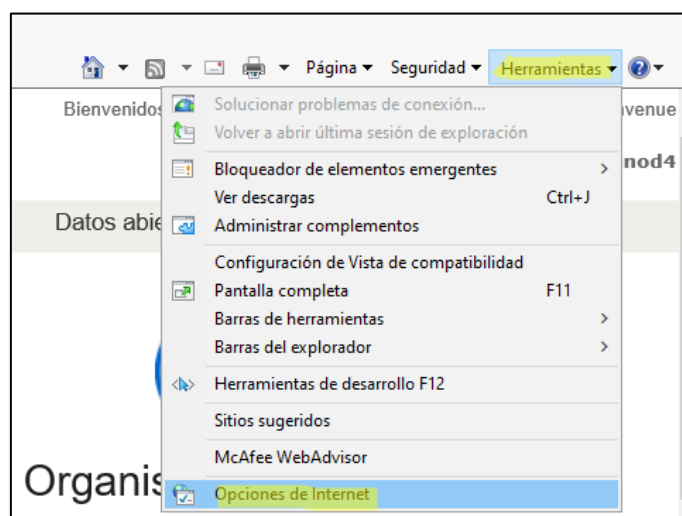 Página Seguridad Herramientas
Bienvenidos venue
Solucionar problemas de conexión...
Volver a abrir última sesión de exploración
nod4
Bloqueador de elementos emergentes
Ver descargas Ctrl+J
Datos abie
Administrar complementos
Configuración de Vista de compatibilidad
Pantalla completa F11
Barras de herramientas
Barras del explorador
Herramientas de desarrollo F12
Sitios sugeridos
McAfee WebAdvisor
Organis
Opciones de Internet